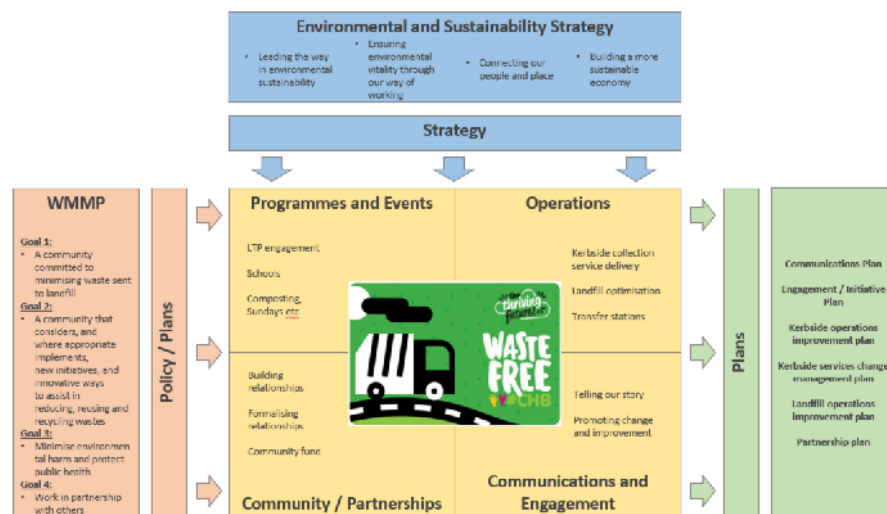 Environmental and Sustainability Strategy
• Leading the way
in environmental
sustainability
• Ensuring
environmental
vitality through
our way of
working
• Connecting our
people and place
• Building a more
sustainable
economy
Strategy
WMMP
Goal 1:
• A community
committed to
minimising waste sent
to landfill
Goal 2:
• A community that
considers, and
where appropriate
implements,
new initiatives, and
innovative ways
to assist in
reducing, reusing and
recycling wastes
Goal 3:
• Minimise environmen
tal harm and protect
public health
Goal 4:
• Work in partnership
with others
Policy / Plans
Programmes and Events
LTP engagement
Schools
Composting,
Sundays etc
Operations
Kerbside collection
service delivery
Landfill optimisation
Transfer stations
thriving
future!
WASTE
FREE
CHB
Building
relationships
Formalising
relationships
Community fund
Community / Partnerships
Telling our story
Promoting change
and improvement
Communications and
Engagement
Plans
Communications Plan
Engagement / Initiative
Plan
Kerbside operations
improvement plan
Kerbside services change
management plan
Landfill operations
improvement plan
Partnership plan